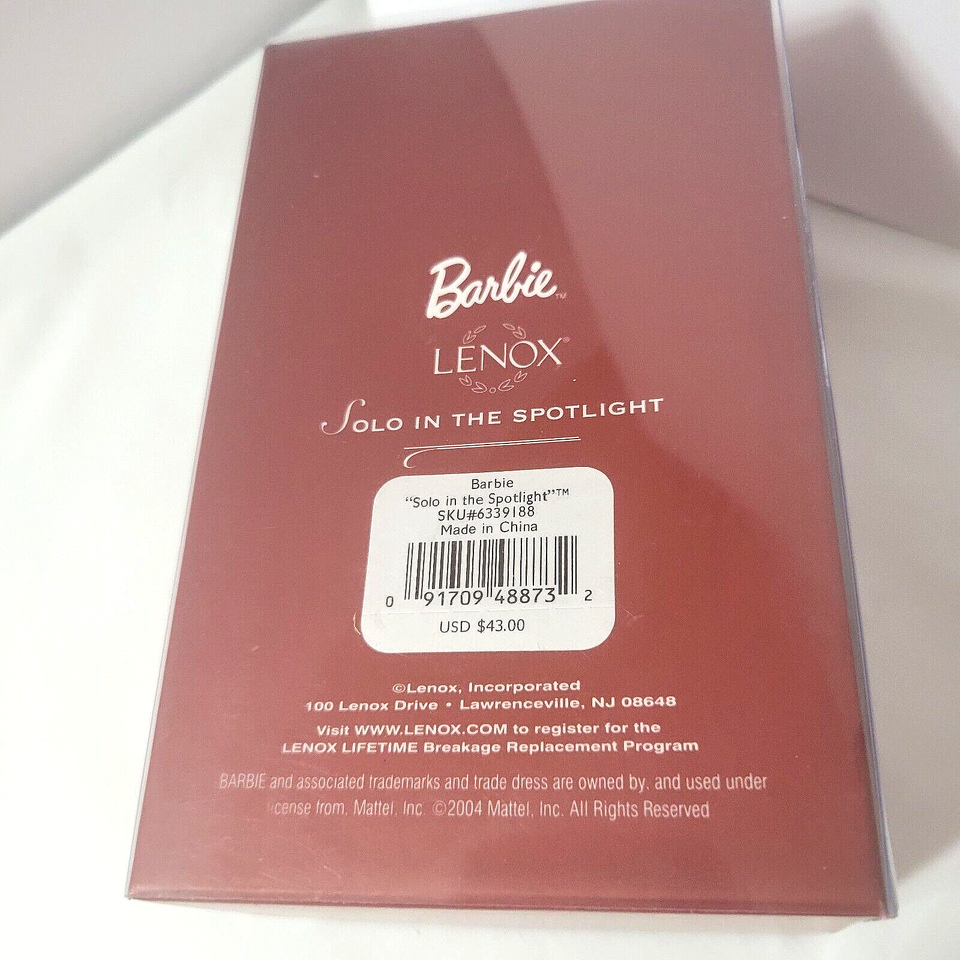 Barbie™
LENOX®
SOLO IN THE SPOTLIGHT
Barbie
“Solo in the Spotlight”™
SKU#6339188
Made in China
0 91709 48873 2
USD $43.00
©Lenox, Incorporated
100 Lenox Drive • Lawrenceville, NJ 08648
Visit WWW.LENOX.COM to register for the
LENOX LIFETIME Breakage Replacement Program
BARBIE and associated trademarks and trade dress are owned by, and used under
license from, Mattel, Inc. ©2004 Mattel, Inc. All Rights Reserved